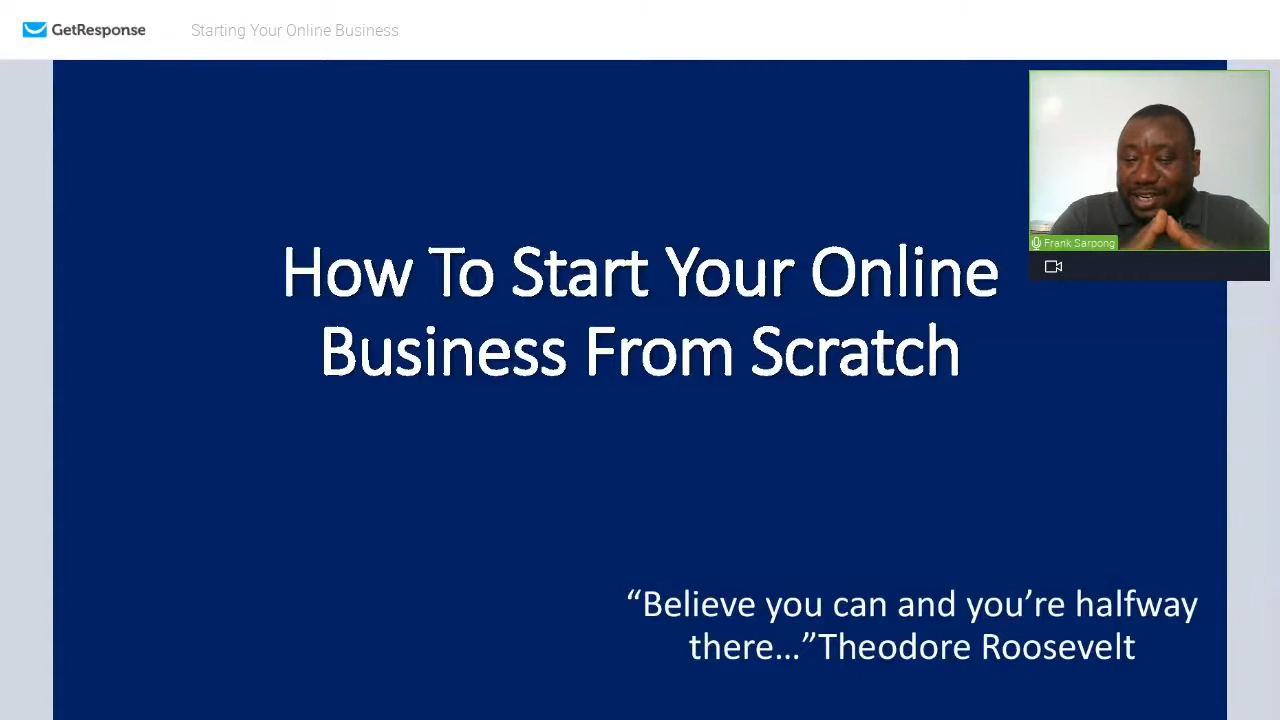 GetResponse
Starting Your Online Business
Frank Sarpong
How To Start Your Online
Business From Scratch
“Believe you can and you’re halfway
there…”Theodore Roosevelt